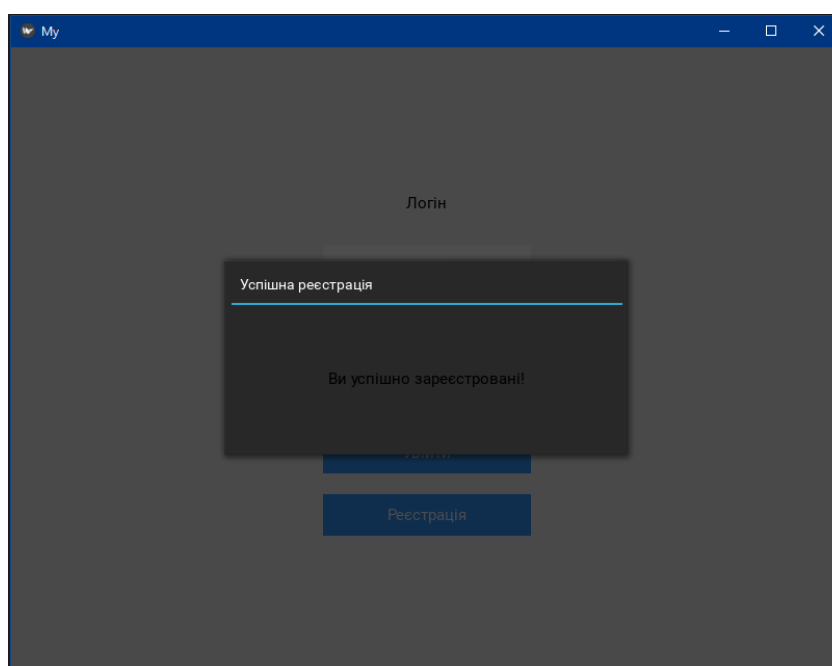 My
Логін
Успішна реєстрація
Ви успішно зареєстровані!
Реєстрація